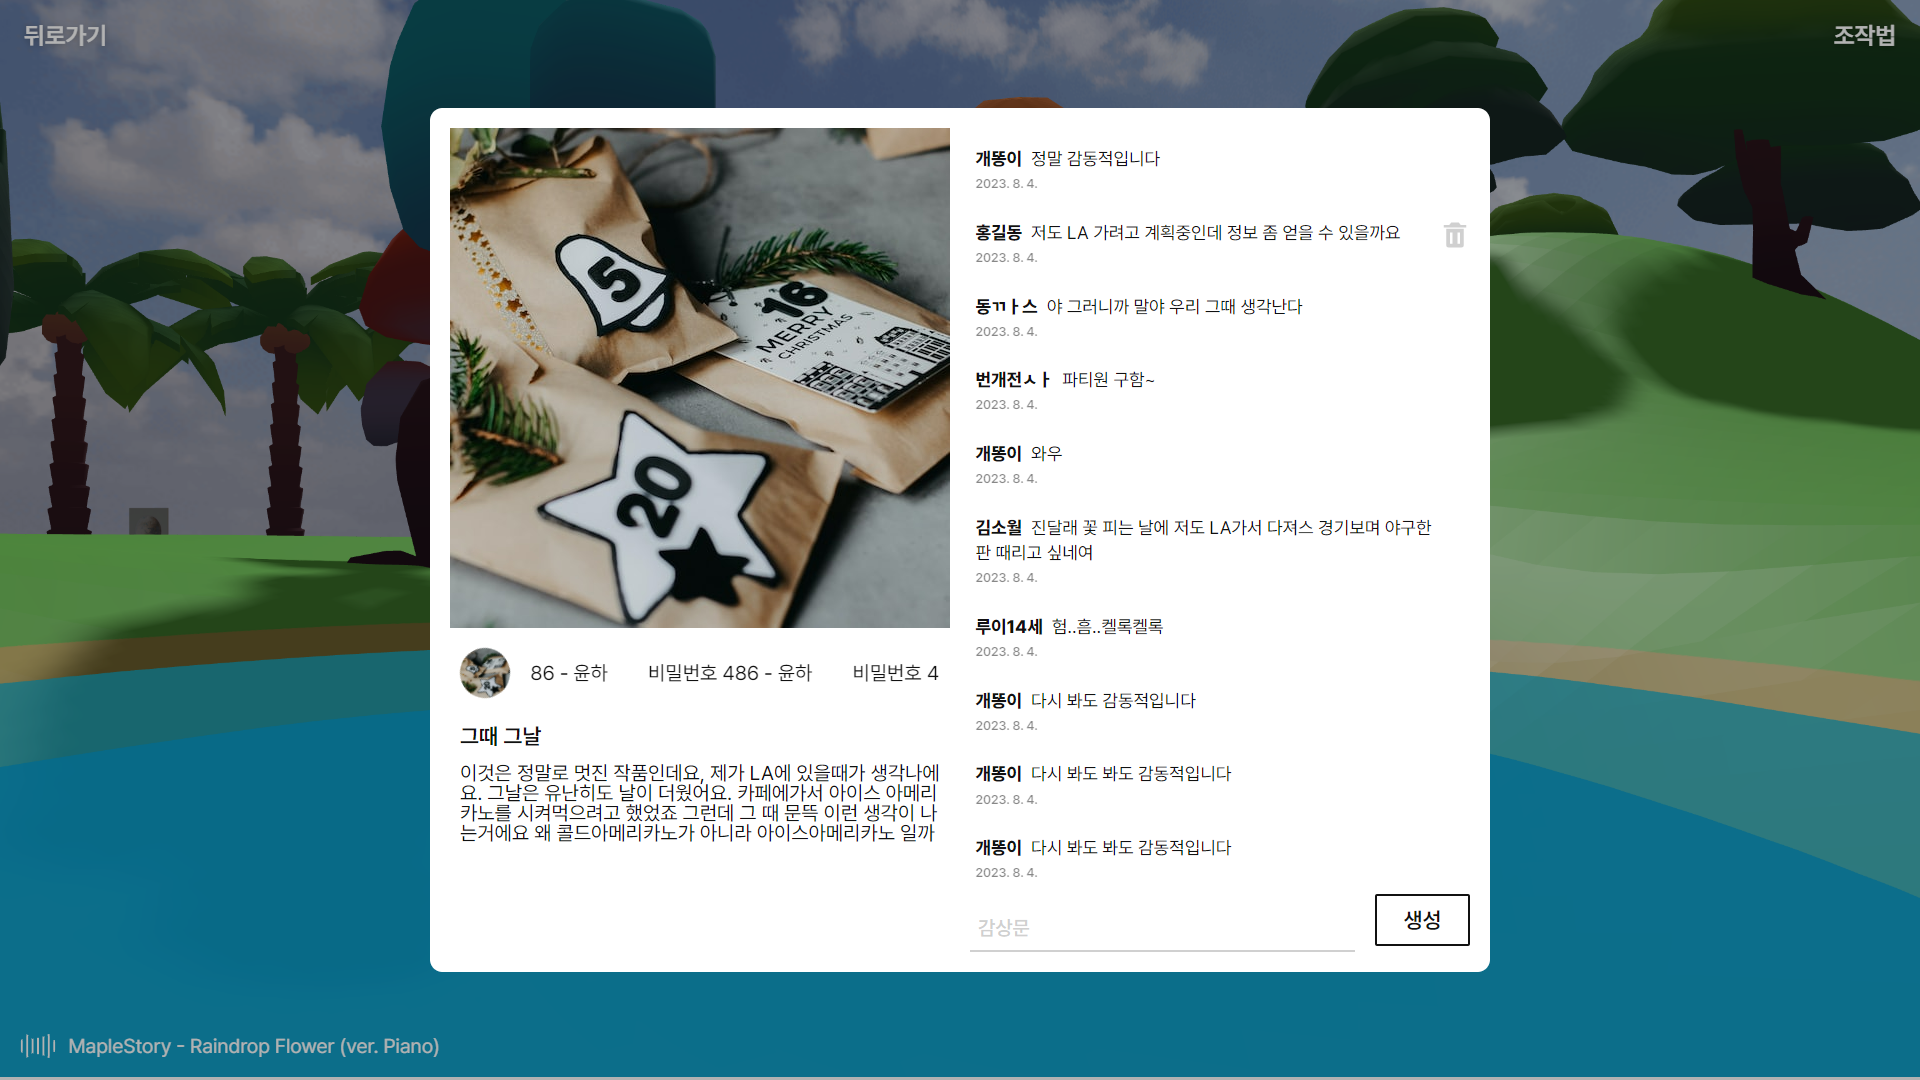 뒤로가기
조작법
5
16
MERRY
CHRISTMAS
20
86 - 윤하 비밀번호 486 - 윤하 비밀번호 4
그때 그날
이것은 정말로 멋진 작품인데요, 제가 LA에 있을때가 생각나에
요. 그날은 유난히도 날이 더웠어요. 카페에가서 아이스 아메리
카노를 시켜먹으려고 했었죠 그런데 그 때 문뜩 이런 생각이 나
는거에요 왜 콜드아메리카노가 아니라 아이스아메리카노 일까
개똥이 정말 감동적입니다
2023. 8. 4.
홍길동 저도 LA 가려고 계획중인데 정보 좀 얻을 수 있을까요
2023. 8. 4.
동ㄲㅏ스 야 그러니까 말야 우리 그때 생각난다
2023. 8. 4.
번개전ㅅㅏ 파티원 구함~
2023. 8. 4.
개똥이 와우
2023. 8. 4.
김소월 진달래 꽃 피는 날에 저도 LA가서 다져스 경기보며 야구한
판 때리고 싶네여
2023. 8. 4.
루이14세 험..흠..켈록켈록
2023. 8. 4.
개똥이 다시 봐도 감동적입니다
2023. 8. 4.
개똥이 다시 봐도 봐도 감동적입니다
2023. 8. 4.
개똥이 다시 봐도 봐도 감동적입니다
2023. 8. 4.
감상문
생성
MapleStory - Raindrop Flower (ver. Piano)